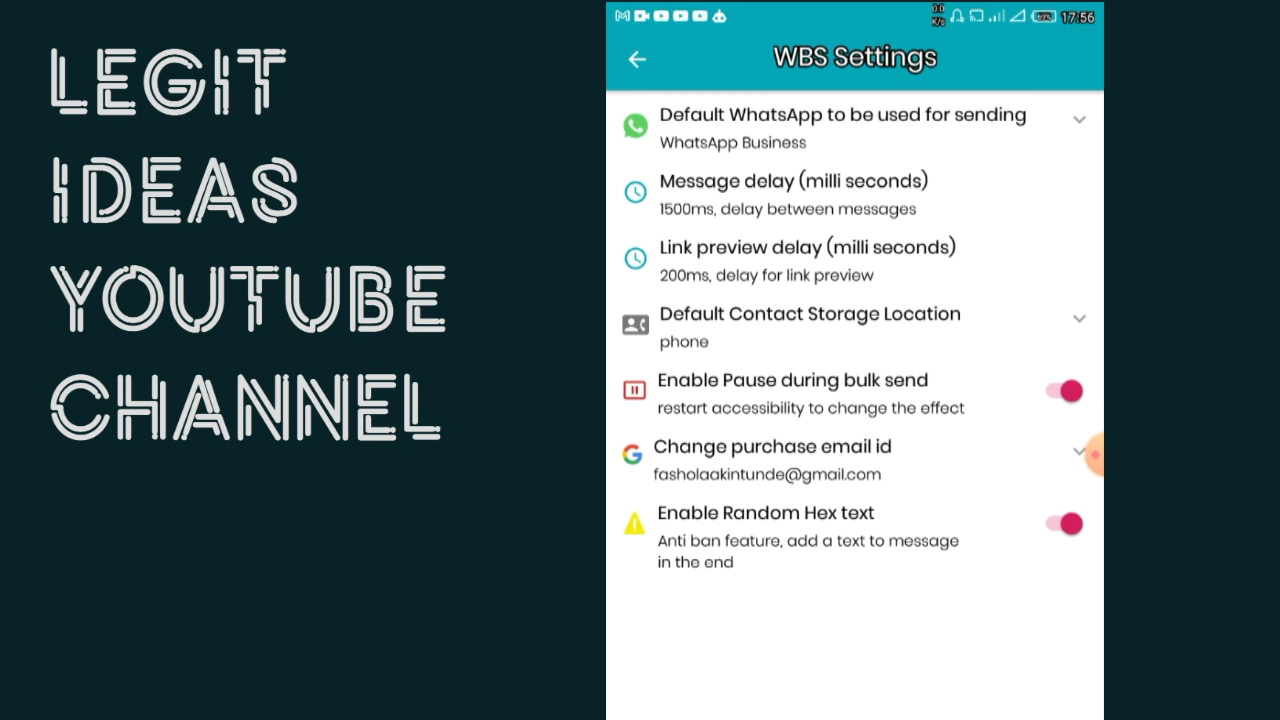 LEGIT
IDEAS
YOUTUBE
CHANNEL
0.0
K/s
17:56
WBS Settings
Default WhatsApp to be used for sending
WhatsApp Business
Message delay (milli seconds)
1500ms, delay between messages
Link preview delay (milli seconds)
200ms, delay for link preview
Default Contact Storage Location
phone
Enable Pause during bulk send
restart accessibility to change the effect
Change purchase email id
fasholaakintunde@gmail.com
Enable Random Hex text
Anti ban feature, add a text to message
in the end